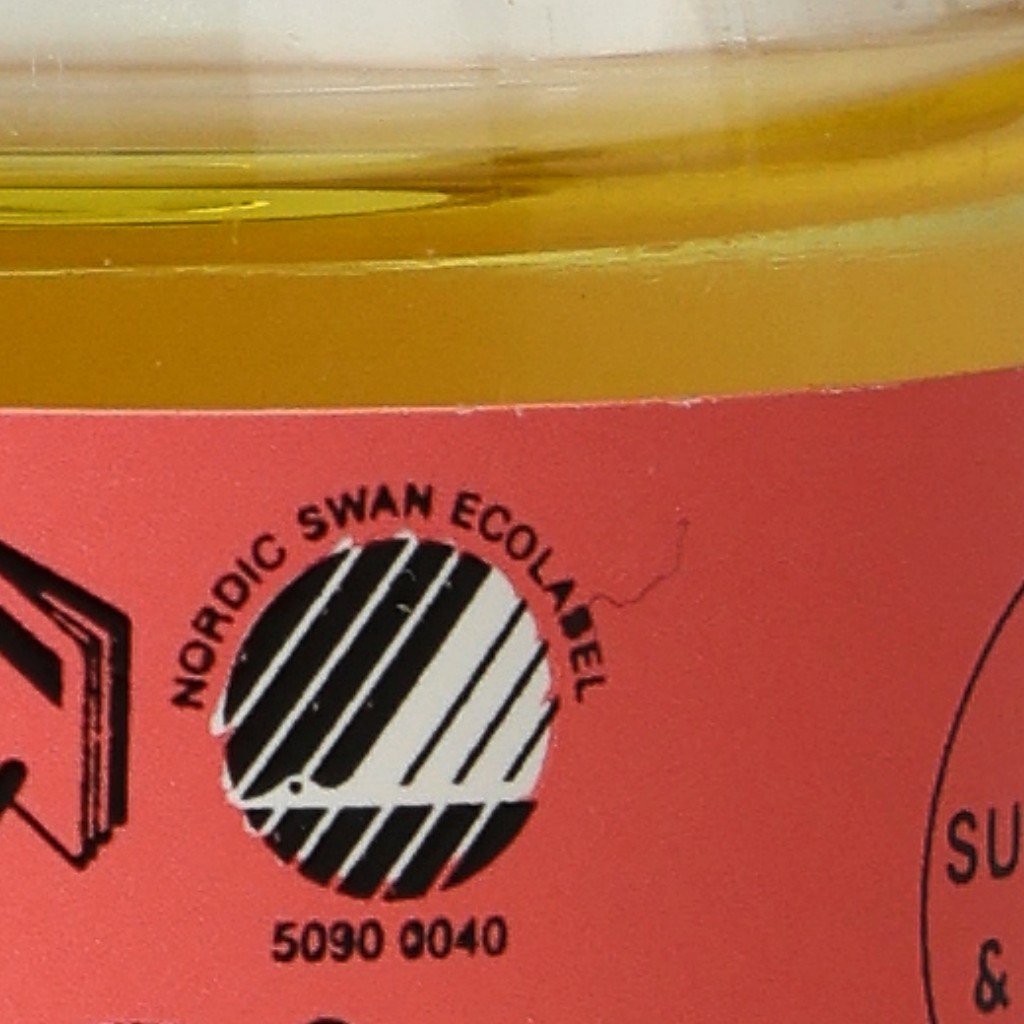 NORDIC SWAN ECOLABEL
5090 0040
SU
&